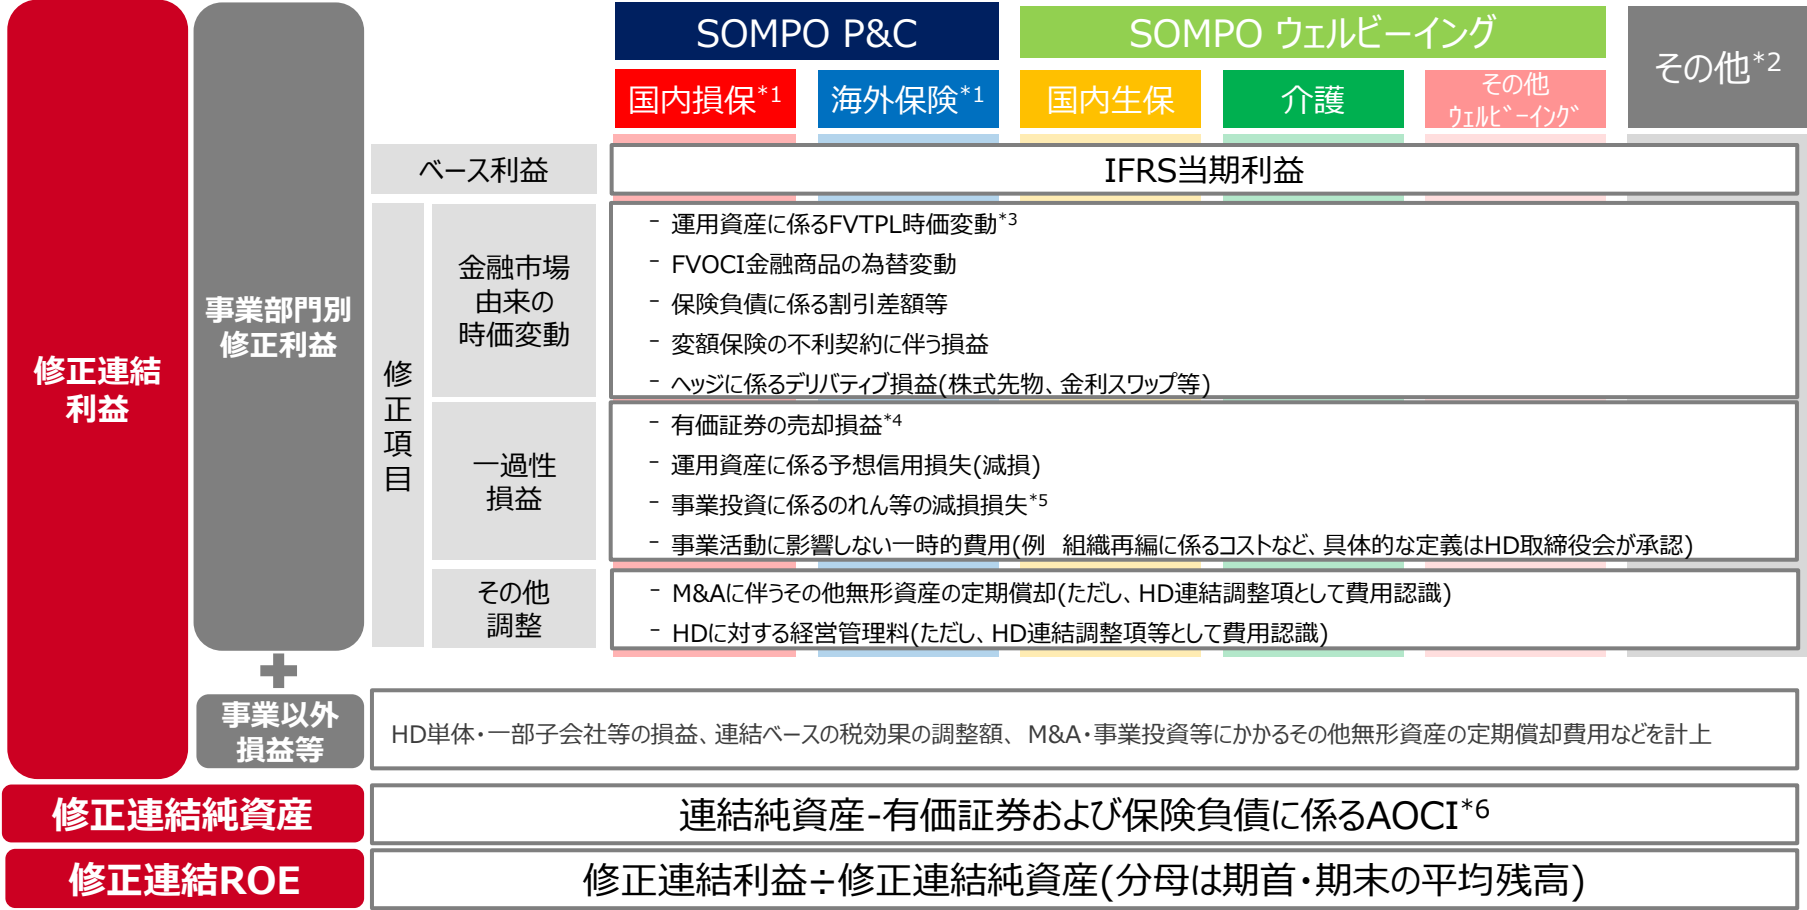 SOMPO P&C
SOMPO ウェルビーイング
その他*2
国内損保*1
海外保険*1
国内生保
介護
その他
ウェルビーイング
ベース利益
IFRS当期利益
修正連結
利益
事業部門別
修正利益
修
正
項
目
金融市場
由来の
時価変動
- 運用資産に係るFVTPL時価変動*3
- FVOCI金融商品の為替変動
- 保険負債に係る割引差額等
- 変額保険の不利契約に伴う損益
- ヘッジに係るデリバティブ損益(株式先物、金利スワップ等)
一過性
損益
- 有価証券の売却損益*4
- 運用資産に係る予想信用損失(減損)
- 事業投資に係るのれん等の減損損失*5
- 事業活動に影響しない一時的費用(例 組織再編に係るコストなど、具体的な定義はHD取締役会が承認)
その他
調整
- M&Aに伴うその他無形資産の定期償却(ただし、HD連結調整項として費用認識)
- HDに対する経営管理料(ただし、HD連結調整項等として費用認識)
事業以外
損益等
HD単体・一部子会社等の損益、連結ベースの税効果の調整額、M&A・事業投資等にかかるその他無形資産の定期償却費用などを計上
修正連結純資産
連結純資産-有価証券および保険負債に係るAOCI*6
修正連結ROE
修正連結利益÷修正連結純資産(分母は期首・期末の平均残高)